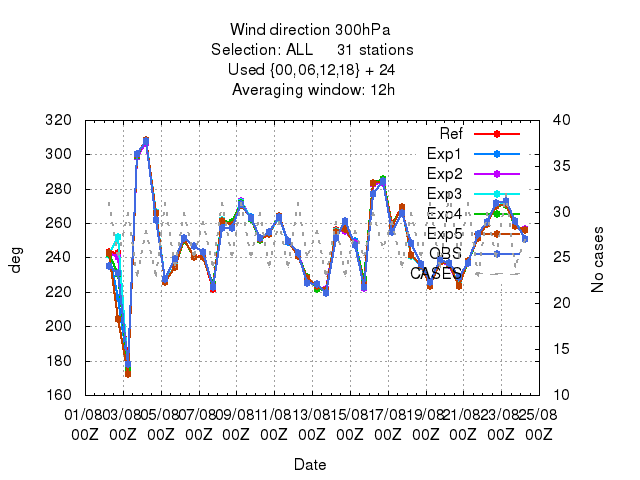 Wind direction 300hPa
Selection: ALL 31 stations
Used {00,06,12,18} + 24
Averaging window: 12h
320
300
280
260
240
220
200
180
160
deg
40
35
30
25
20
15
10
No cases
Ref
Exp1
Exp2
Exp3
Exp4
Exp5
OBS
CASES
01/08 03/08 05/08 07/08 09/08 11/08 13/08 15/08 17/08 19/08 21/08 23/08 25/08
00Z 00Z 00Z 00Z 00Z 00Z 00Z 00Z 00Z 00Z 00Z 00Z 00Z
Date